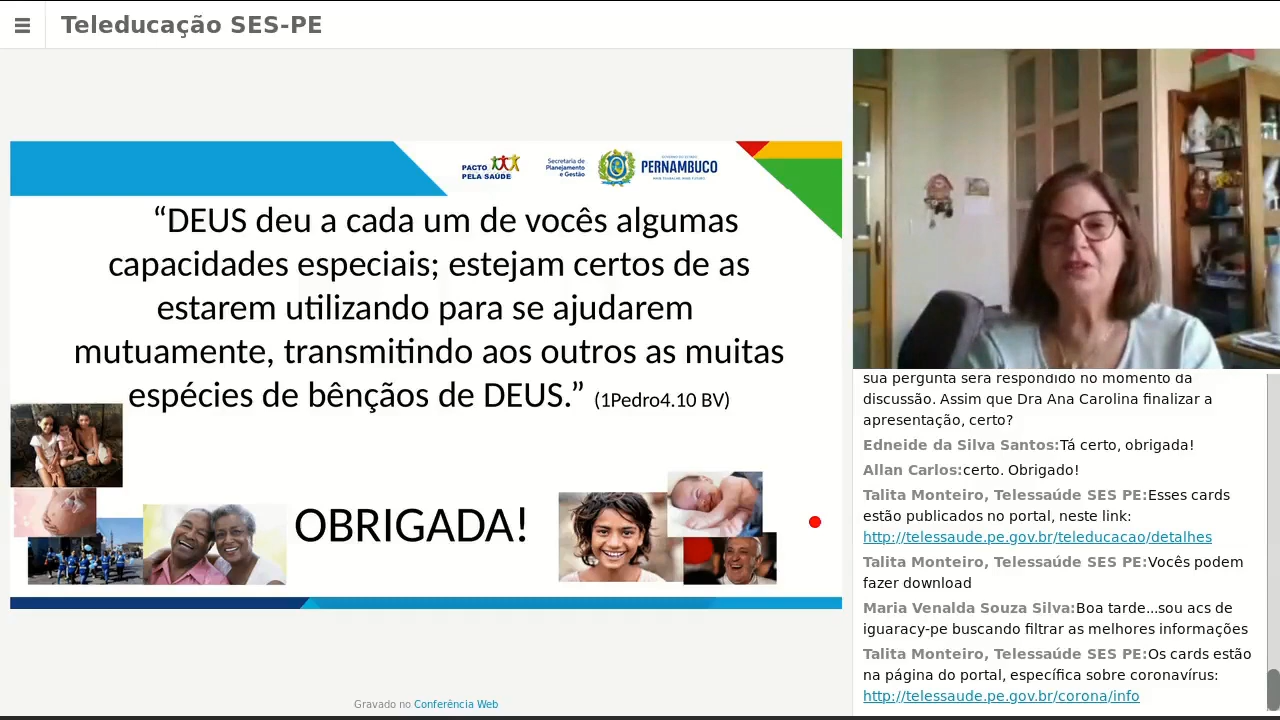 Teleducação SES-PE
PACTO
PELA SAÚDE
Secretaria de
Planejamento
e Gestão
PERNAMBUCO
“DEUS deu a cada um de vocês algumas
capacidades especiais; estejam certos de as
estarem utilizando para se ajudarem
mutuamente, transmitindo aos outros as muitas
espécies de bênçãos de DEUS.” (1Pedro4.10 BV)
OBRIGADA!
Gravado no Conferência Web
sua pergunta será respondido no momento da
discussão. Assim que Dra Ana Carolina finalizar a
apresentação, certo?
Edneide da Silva Santos:Tá certo, obrigada!
Allan Carlos:certo. Obrigado!
Talita Monteiro, Telessaúde SES PE:Esses cards
estão publicados no portal, neste link:
http://telessaude.pe.gov.br/teleducacao/detalhes
Talita Monteiro, Telessaúde SES PE:Vocês podem
fazer download
Maria Venalda Souza Silva:Boa tarde...sou acs de
iguaracy-pe buscando filtrar as melhores informações
Talita Monteiro, Telessaúde SES PE:Os cards estão
na página do portal, específica sobre coronavírus:
http://telessaude.pe.gov.br/corona/info